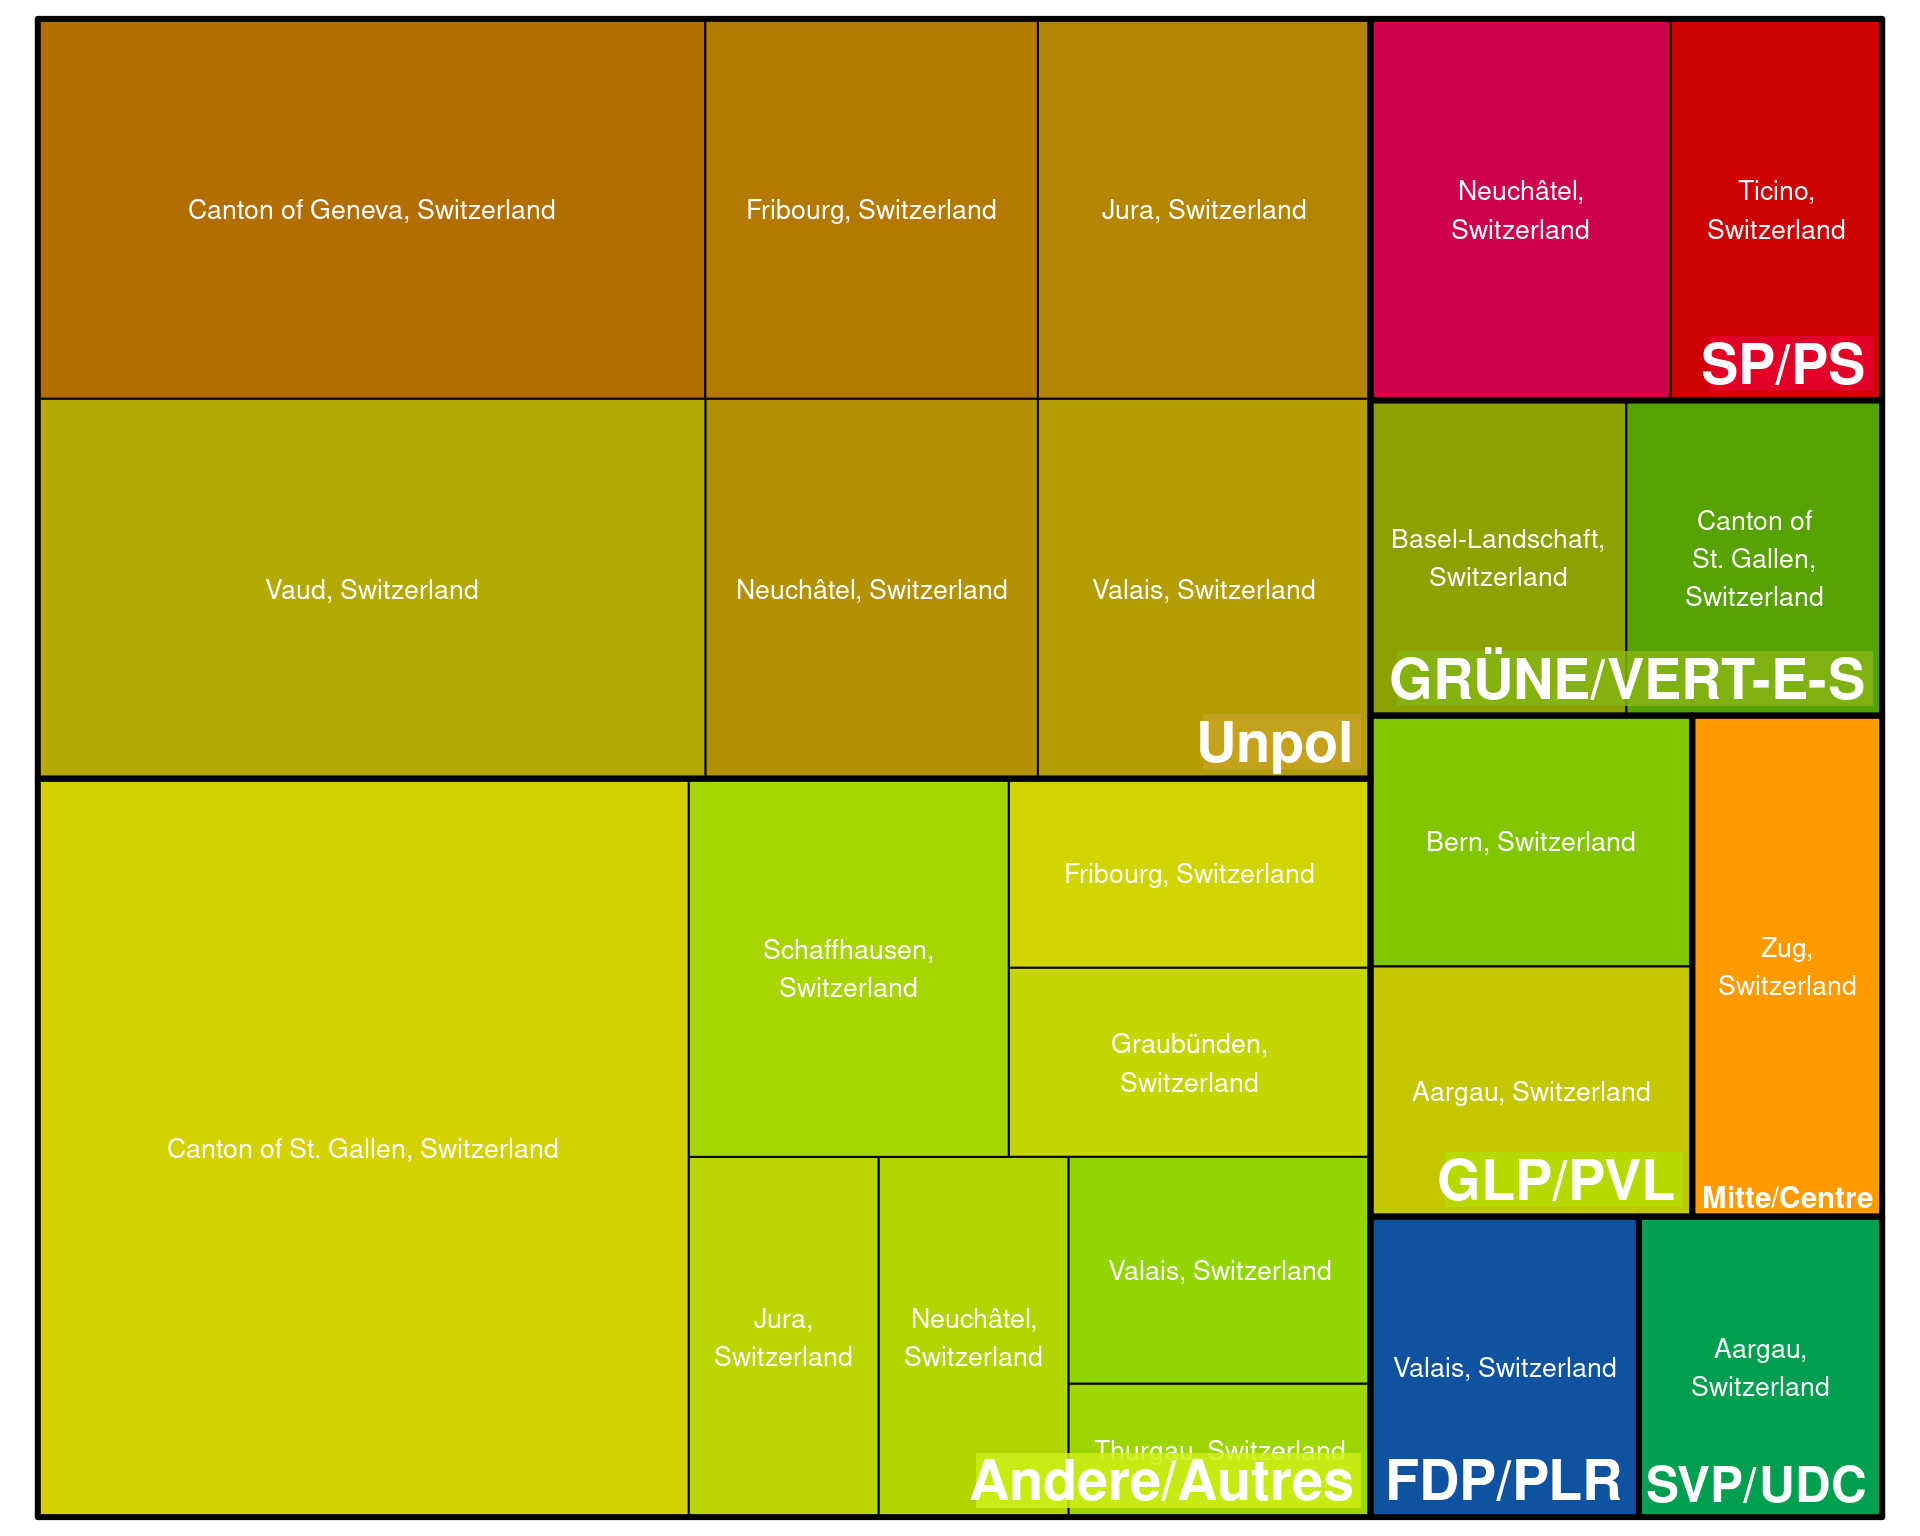 Canton of Geneva, Switzerland
Fribourg, Switzerland
Jura, Switzerland
Vaud, Switzerland
Neuchâtel, Switzerland
Valais, Switzerland
Unpol
Canton of St. Gallen, Switzerland
Schaffhausen,
Switzerland
Fribourg, Switzerland
Graubünden,
Switzerland
Jura,
Switzerland
Neuchâtel,
Switzerland
Valais, Switzerland
Thurgau, Switzerland
Andere/Autres
Neuchâtel,
Switzerland
Ticino,
Switzerland
SP/PS
Basel-Landschaft,
Switzerland
Canton of
St. Gallen,
Switzerland
GRÜNE/VERT-E-S
Bern, Switzerland
Aargau, Switzerland
GLP/PVL
Zug,
Switzerland
Mitte/Centre
Valais, Switzerland
FDP/PLR
Aargau,
Switzerland
SVP/UDC